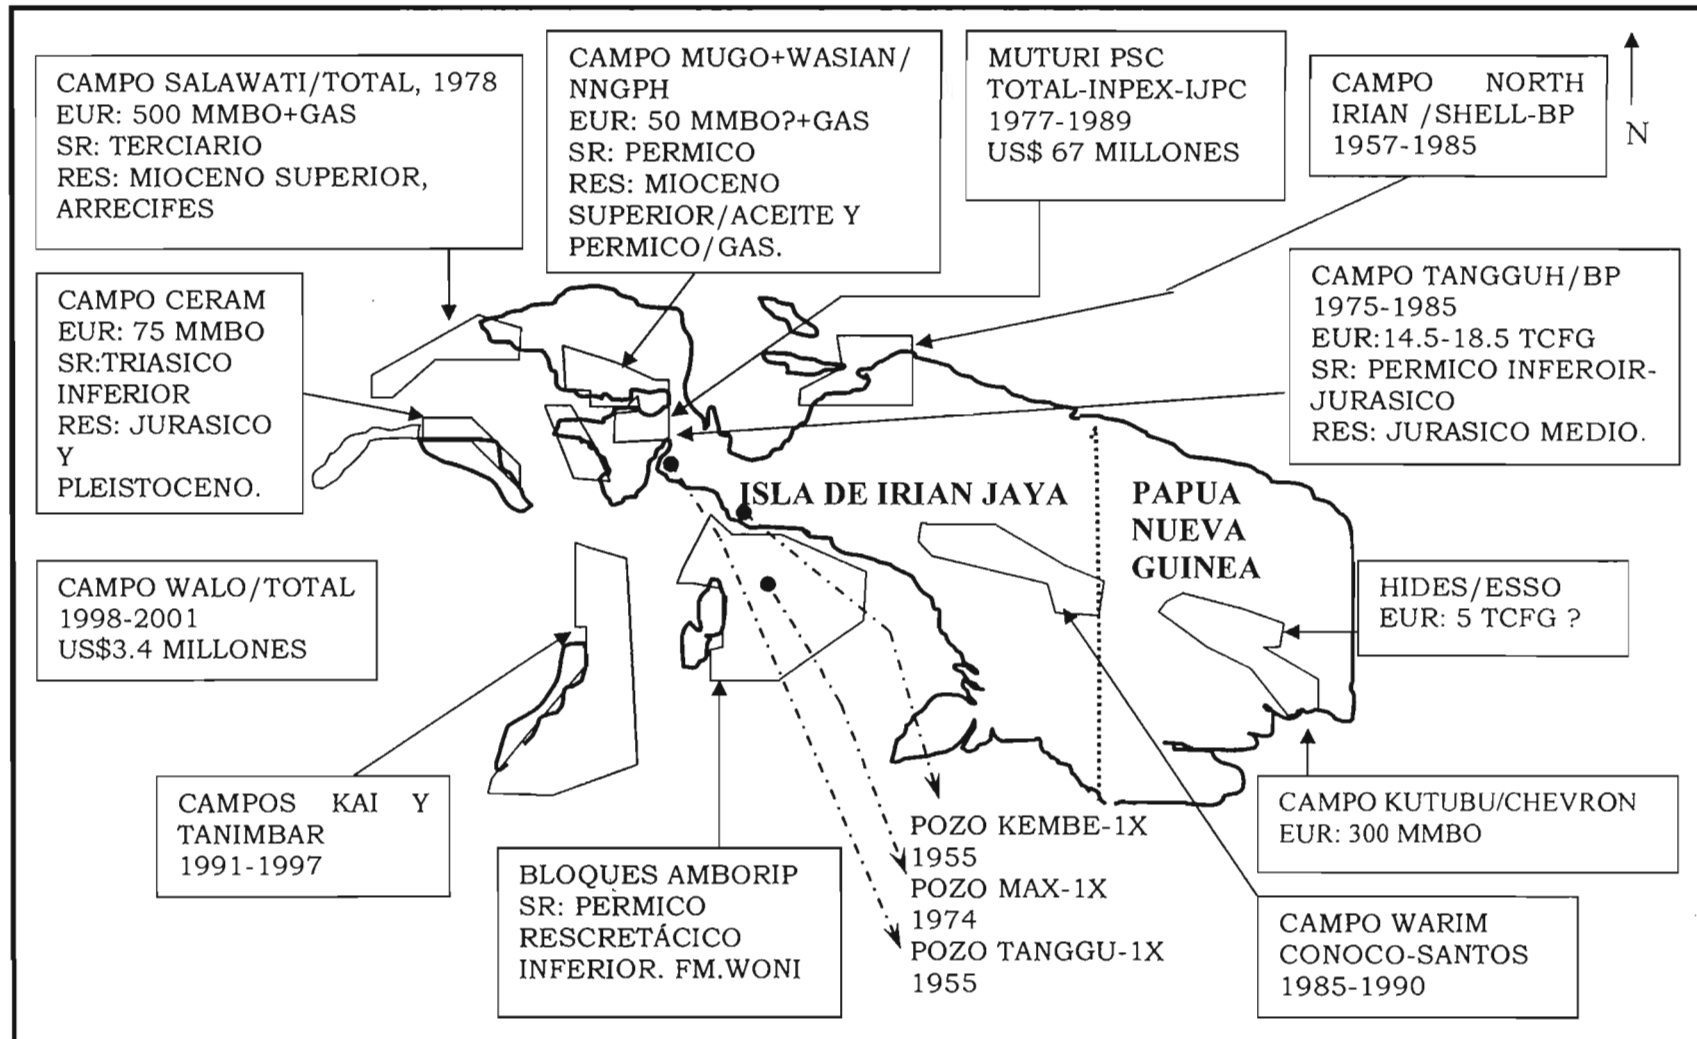 CAMPO SALAWATI/TOTAL, 1978
EUR: 500 MMBO+GAS
SR: TERCIARIO
RES: MIOCENO SUPERIOR,
ARRECIFES
CAMPO MUGO+WASIAN/
NNGPH
EUR: 50 MMBO?+GAS
SR: PERMICO
RES: MIOCENO
SUPERIOR/ACEITE Y
PERMICO/GAS.
MUTURI PSC
TOTAL-INPEX-IJPC
1977-1989
US$ 67 MILLONES
CAMPO NORTH
IRIAN /SHELL-BP
1957-1985
N
CAMPO CERAM
EUR: 75 MMBO
SR:TRIASICO
INFERIOR
RES: JURASICO
Y
PLEISTOCENO.
CAMPO TANGGUH/BP
1975-1985
EUR:14.5-18.5 TCFG
SR: PERMICO INFEROIR-
JURASICO
RES: JURASICO MEDIO.
ISLA DE IRIAN JAYA
PAPUA
NUEVA
GUINEA
CAMPO WALO/TOTAL
1998-2001
US$3.4 MILLONES
HIDES/ESSO
EUR: 5 TCFG ?
CAMPOS KAI Y
TANIMBAR
1991-1997
BLOQUES AMBORIP
SR: PERMICO
RESCRETÁCICO
INFERIOR. FM.WONI
POZO KEMBE-1X
1955
POZO MAX-1X
1974
POZO TANGGU-1X
1955
CAMPO KUTUBU/CHEVRON
EUR: 300 MMBO
CAMPO WARIM
CONOCO-SANTOS
1985-1990